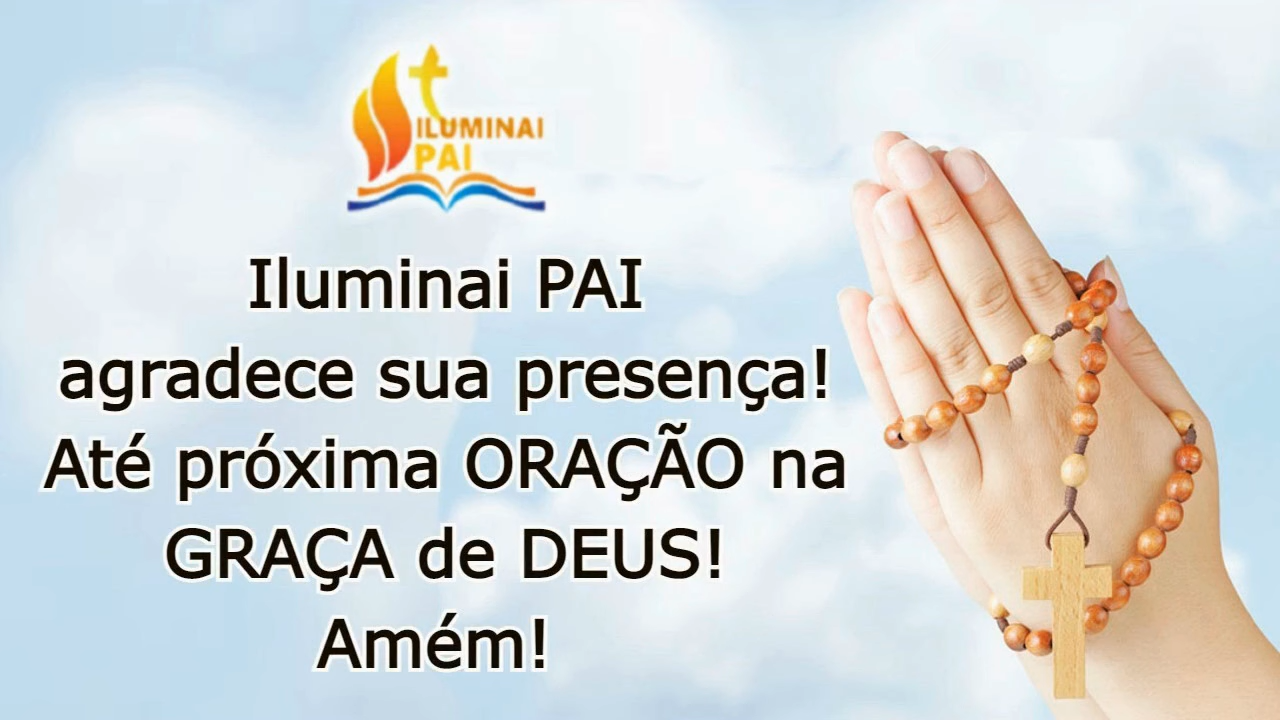 ILUMINAI
PAI
Iluminai PAI
agradece sua presença!
Até próxima ORAÇÃO na
GRAÇA de DEUS!
Amém!